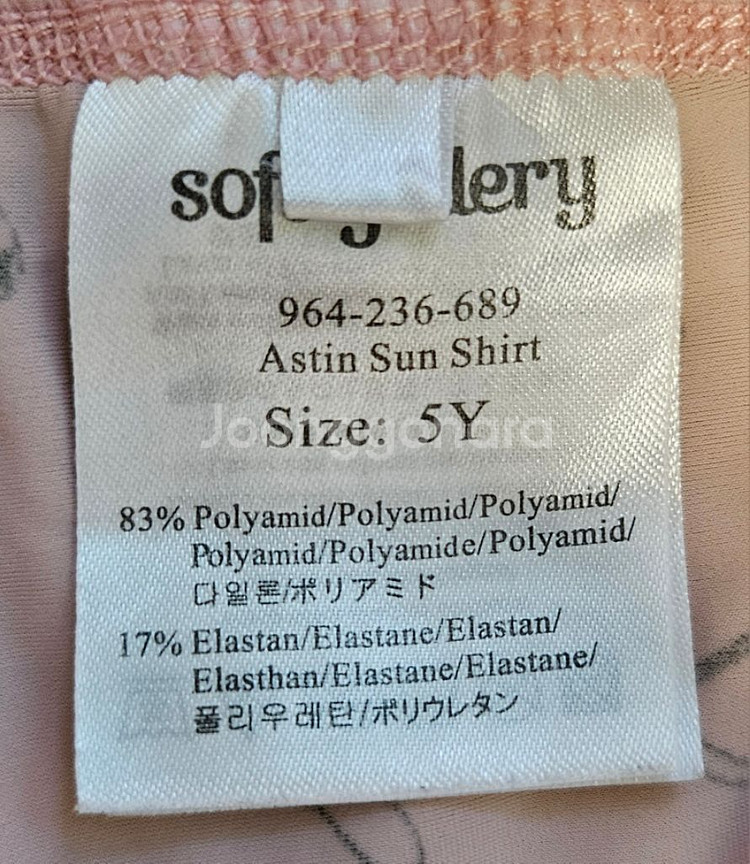 964-236-689
Astin Sun Shirt
Size: 5Y
83% Polyamid/Polyamid/Polyamid/
Polyamid/Polyamide/Polyamid/
다일론/ポリアミド
17% Elastan/Elastane/Elastan/
Elasthan/Elastane/Elastane/
폴리우레탄/ポリウレタン